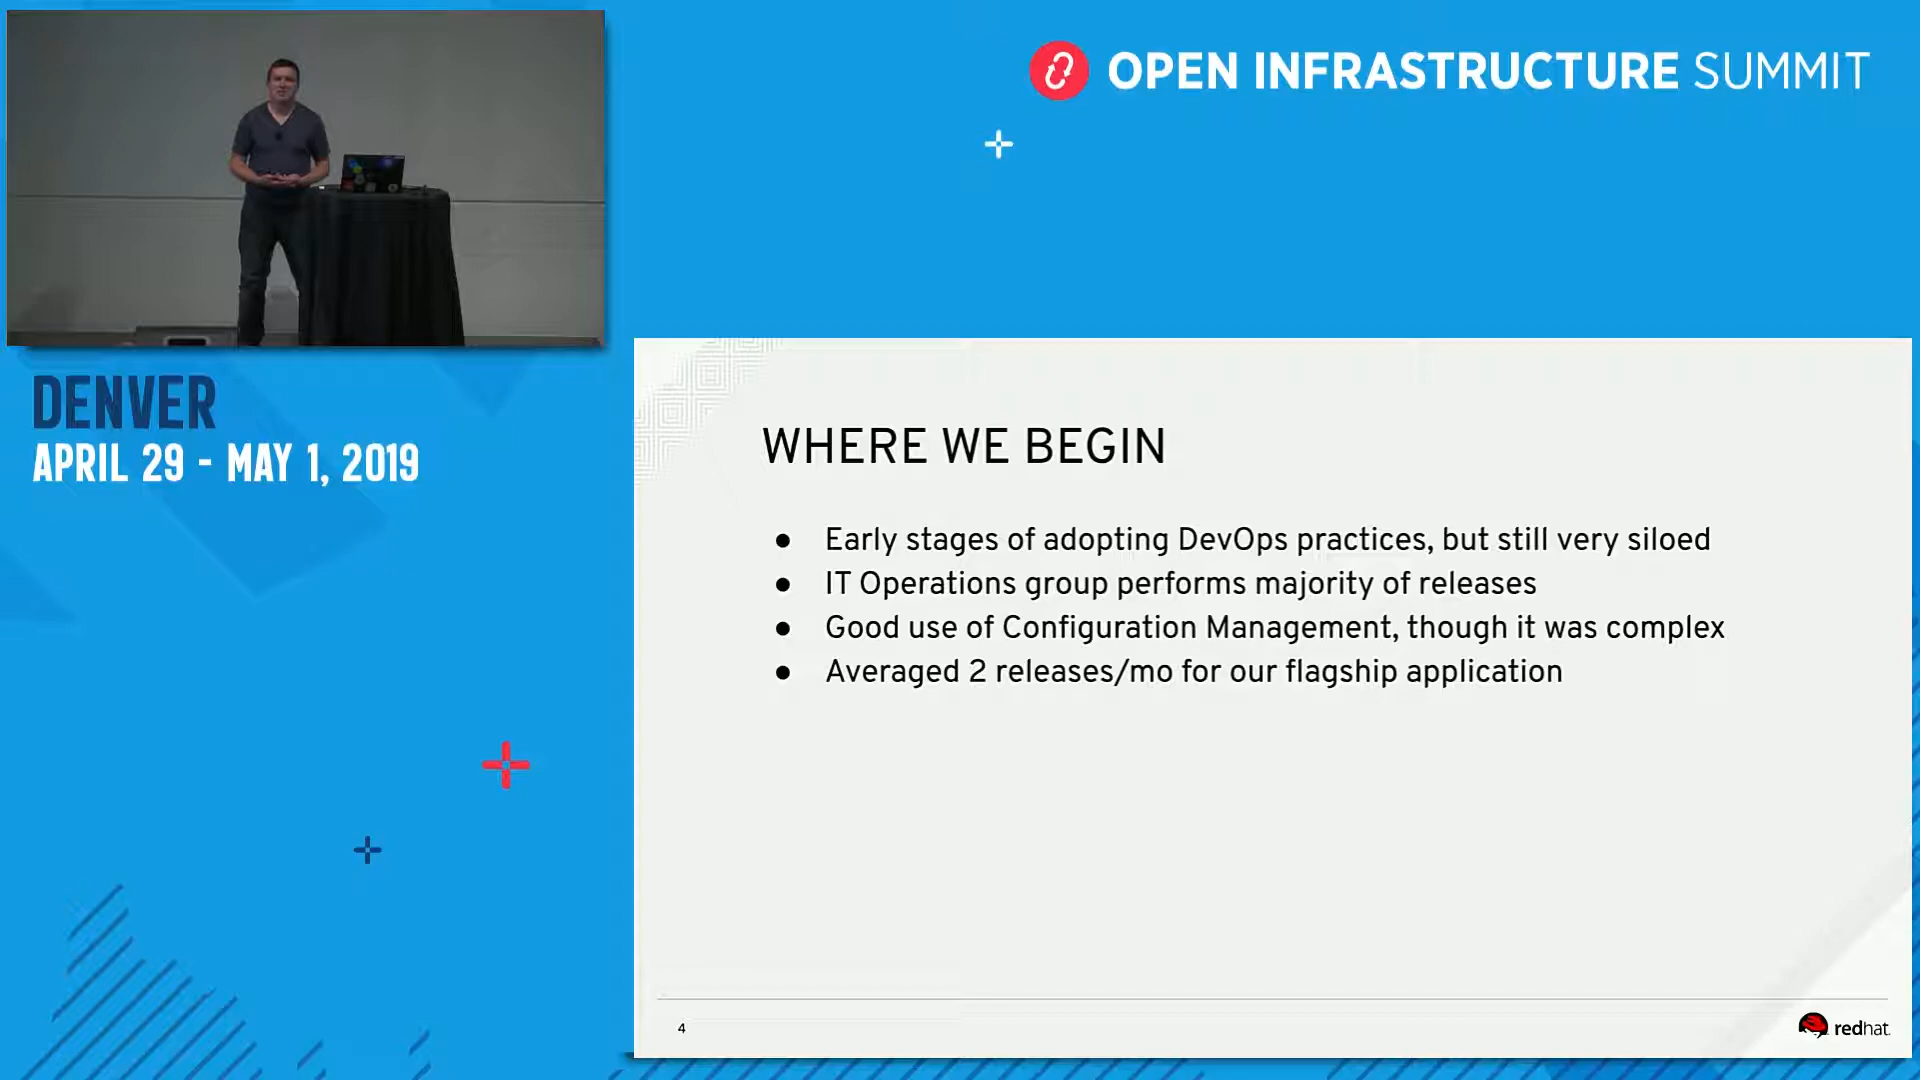 OPEN INFRASTRUCTURE SUMMIT
DENVER
APRIL 29 - MAY 1, 2019
WHERE WE BEGIN
● Early stages of adopting DevOps practices, but still very siloed
● IT Operations group performs majority of releases
● Good use of Configuration Management, though it was complex
● Averaged 2 releases/mo for our flagship application
4
redhat.